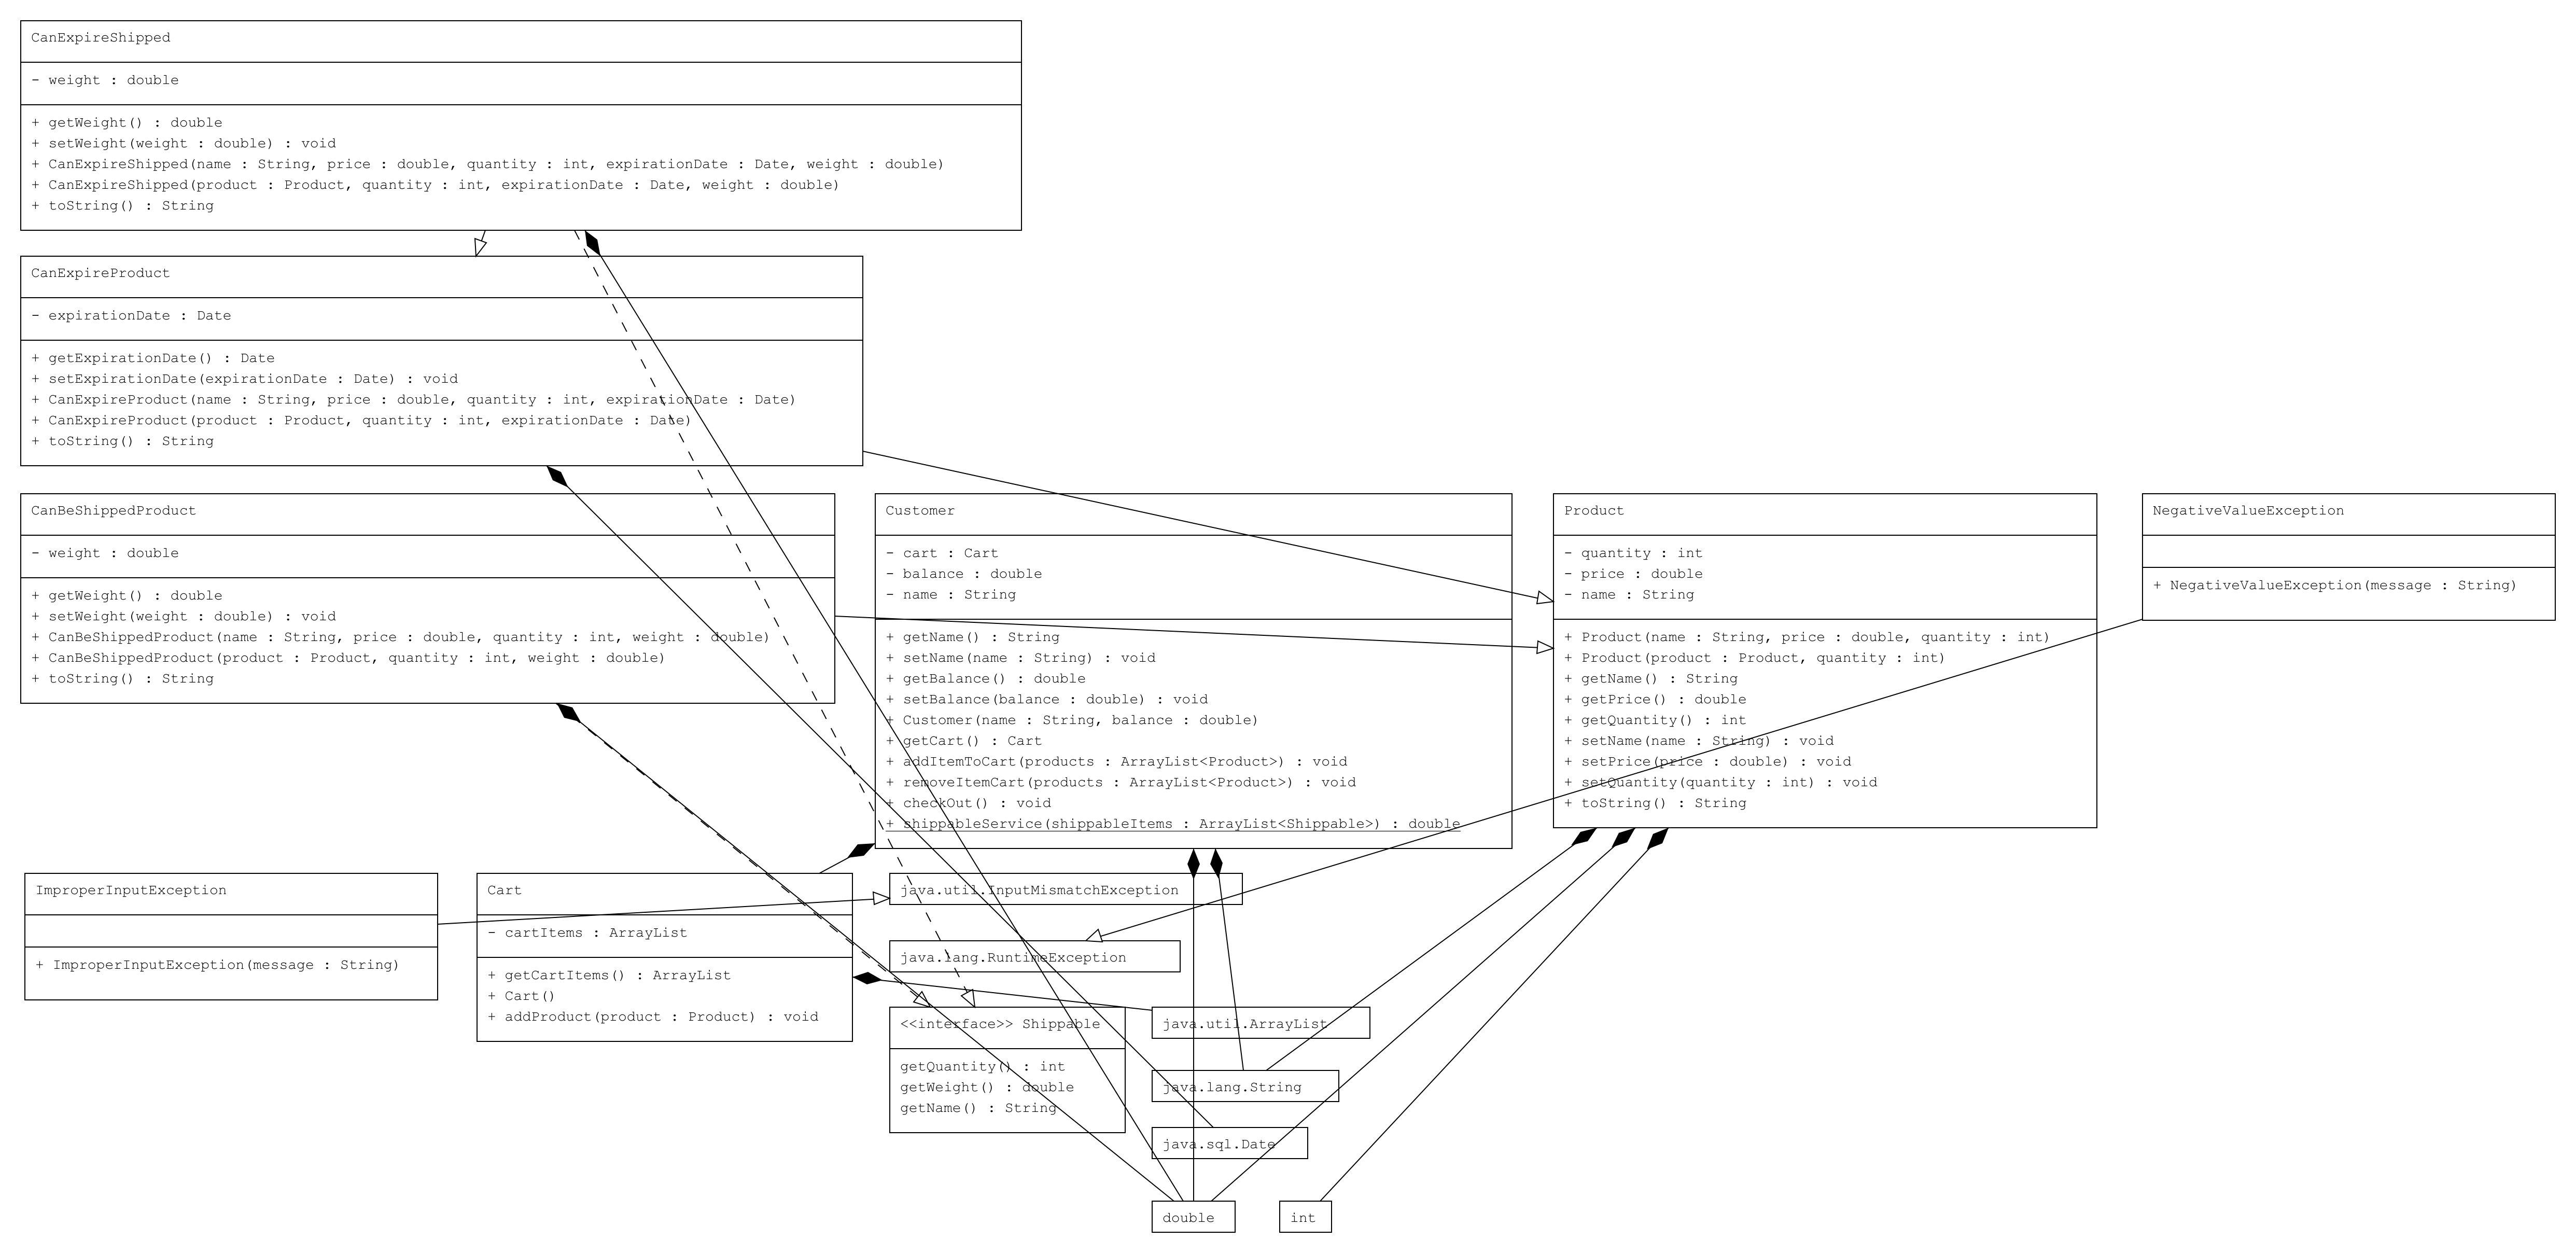 CanExpireShipped
- weight : double
+ getWeight() : double
+ setWeight(weight : double) : void
+ CanExpireShipped(name : String, price : double, quantity : int, expirationDate : Date, weight : double)
+ CanExpireShipped(product : Product, quantity : int, expirationDate : Date, weight : double)
+ toString() : String
CanExpireProduct
- expirationDate : Date
+ getExpirationDate() : Date
+ setExpirationDate(expirationDate : Date) : void
+ CanExpireProduct(name : String, price : double, quantity : int, expirationDate : Date)
+ CanExpireProduct(product : Product, quantity : int, expirationDate : Date)
+ toString() : String
CanBeShippedProduct
- weight : double
+ getWeight() : double
+ setWeight(weight : double) : void
+ CanBeShippedProduct(name : String, price : double, quantity : int, weight : double)
+ CanBeShippedProduct(product : Product, quantity : int, weight : double)
+ toString() : String
Customer
- cart : Cart
- balance : double
- name : String
+ getName() : String
+ setName(name : String) : void
+ getBalance() : double
+ setBalance(balance : double) : void
+ Customer(name : String, balance : double)
+ getCart() : Cart
+ addItemToCart(products : ArrayList<Product>) : void
+ removeItemCart(products : ArrayList<Product>) : void
+ checkOut() : void
+ shippableService(shippableItems : ArrayList<Shippable>) : double
Product
- quantity : int
- price : double
- name : String
+ Product(name : String, price : double, quantity : int)
+ Product(product : Product, quantity : int)
+ getName() : String
+ getPrice() : double
+ getQuantity() : int
+ setName(name : String) : void
+ setPrice(price : double) : void
+ setQuantity(quantity : int) : void
+ toString() : String
NegativeValueException
+ NegativeValueException(message : String)
ImproperInputException
+ ImproperInputException(message : String)
Cart
- cartItems : ArrayList
+ getCartItems() : ArrayList
+ Cart()
+ addProduct(product : Product) : void
java.util.InputMismatchException
java.lang.RuntimeException
<<interface>> Shippable
getQuantity() : int
getWeight() : double
getName() : String
java.util.ArrayList
java.lang.String
java.sql.Date
double
int